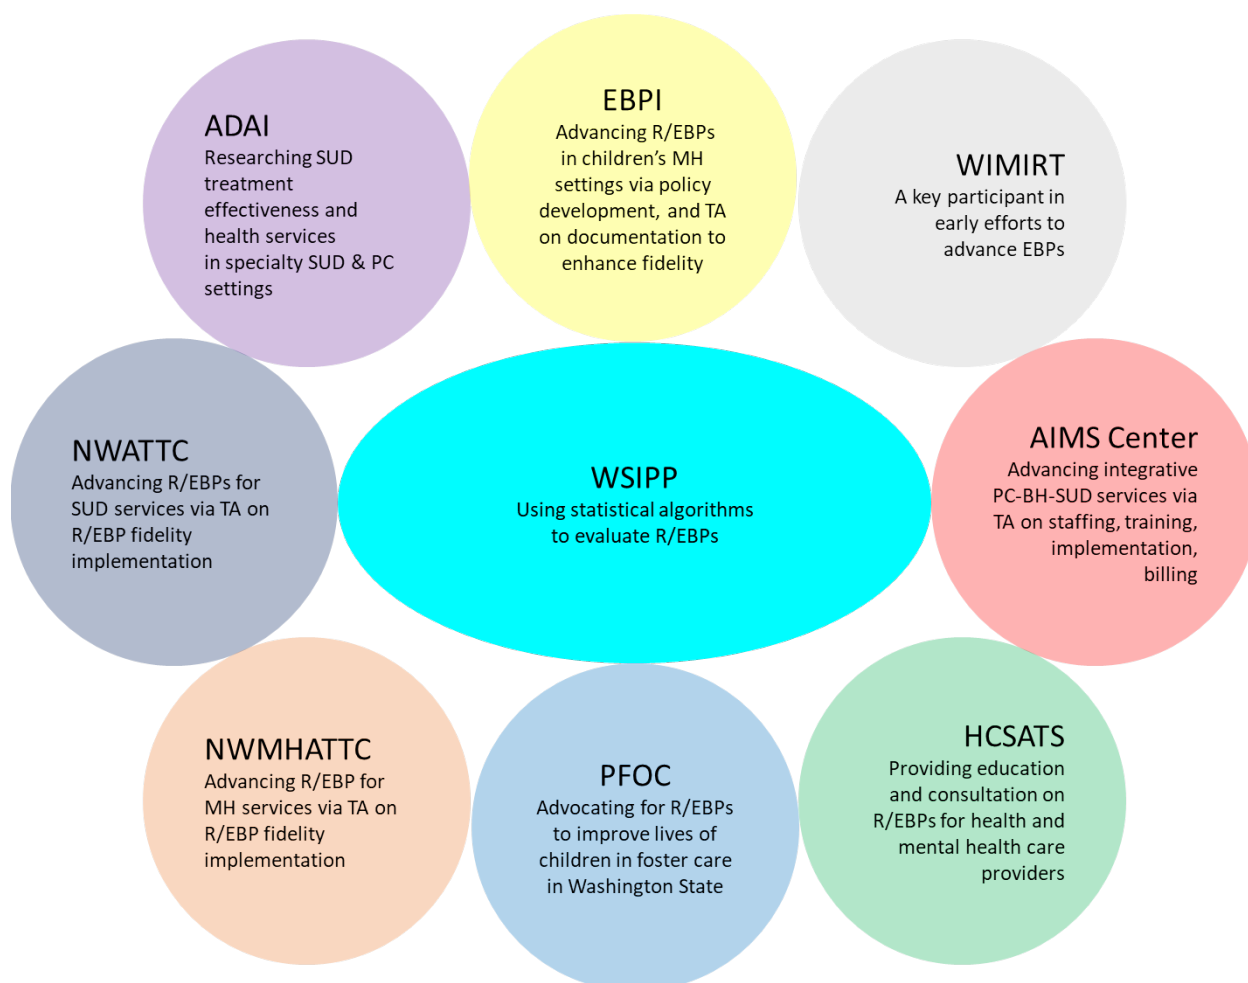 ADAI
Researching SUD
treatment
effectiveness and
health services
in specialty SUD & PC
settings
EBPI
Advancing R/EBPs
in children’s MH
settings via policy
development, and TA
on documentation to
enhance fidelity
WIMIRT
A key participant in
early efforts to
advance EBPs
NWATTC
Advancing R/EBPs for
SUD services via TA on
R/EBP fidelity
implementation
WSIPP
Using statistical algorithms
to evaluate R/EBPs
AIMS Center
Advancing integrative
PC-BH-SUD services via
TA on staffing, training,
implementation,
billing
NWMHATTC
Advancing R/EBP for
MH services via TA on
R/EBP fidelity
implementation
PFOC
Advocating for R/EBPs
to improve lives of
children in foster care
in Washington State
HCSATS
Providing education
and consultation on
R/EBPs for health and
mental health care
providers